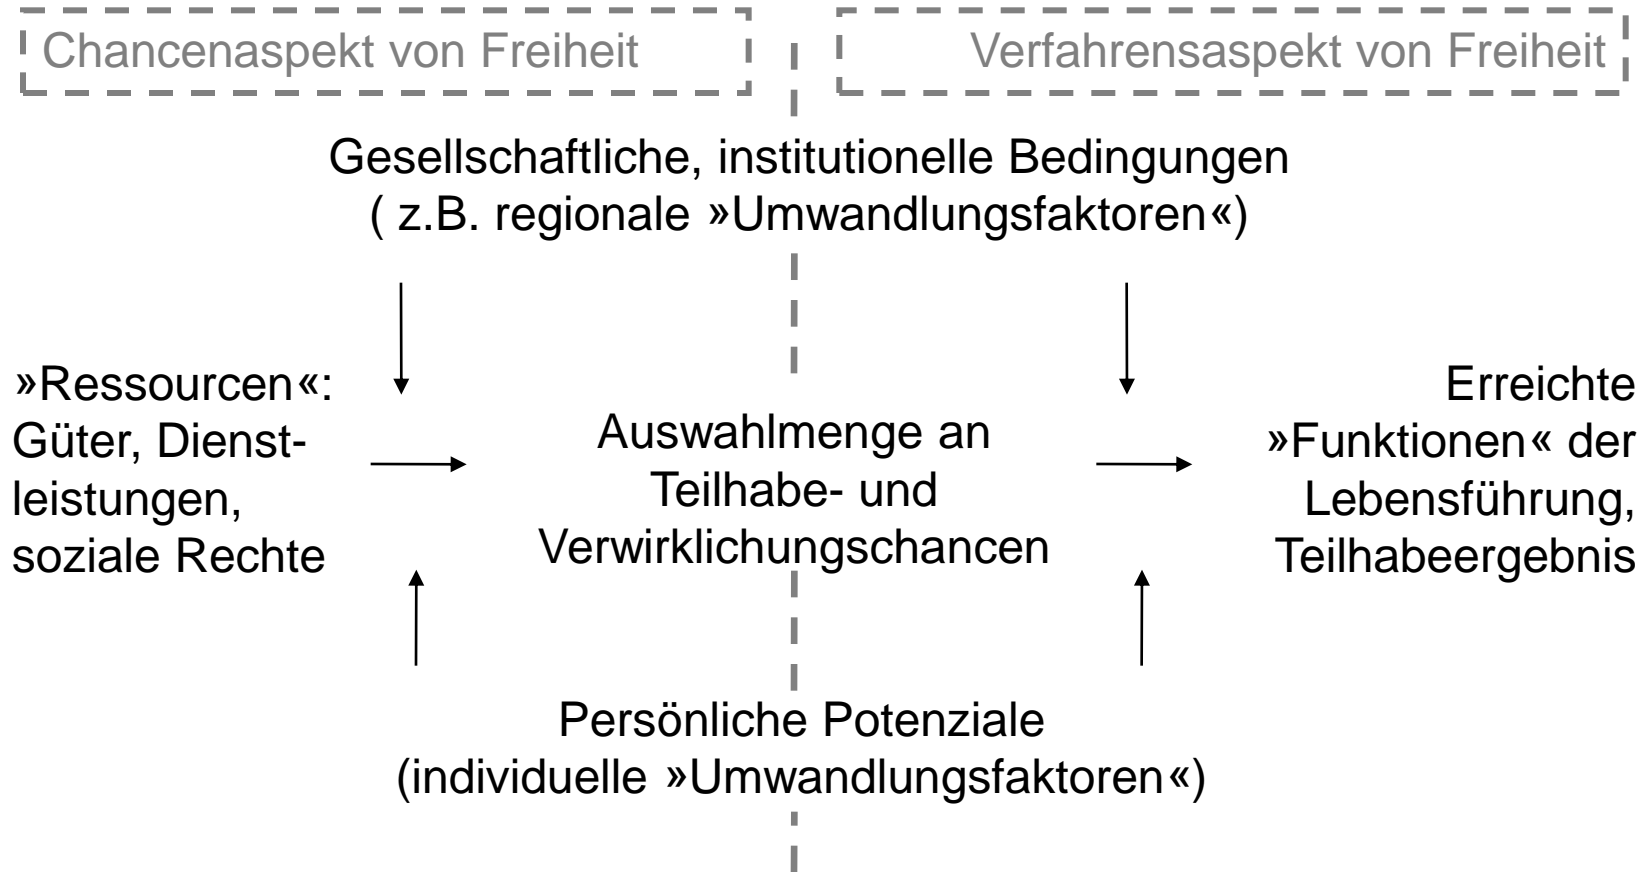 Chancenaspekt von Freiheit
Verfahrensaspekt von Freiheit
Gesellschaftliche, institutionelle Bedingungen
( z.B. regionale »Umwandlungsfaktoren«)
»Ressourcen«:
Güter, Dienst-
leistungen,
soziale Rechte
Auswahlmenge an
Teilhabe- und
Verwirklichungschancen
Erreichte
»Funktionen« der
Lebensführung,
Teilhabeergebnis
Persönliche Potenziale
(individuelle »Umwandlungsfaktoren«)